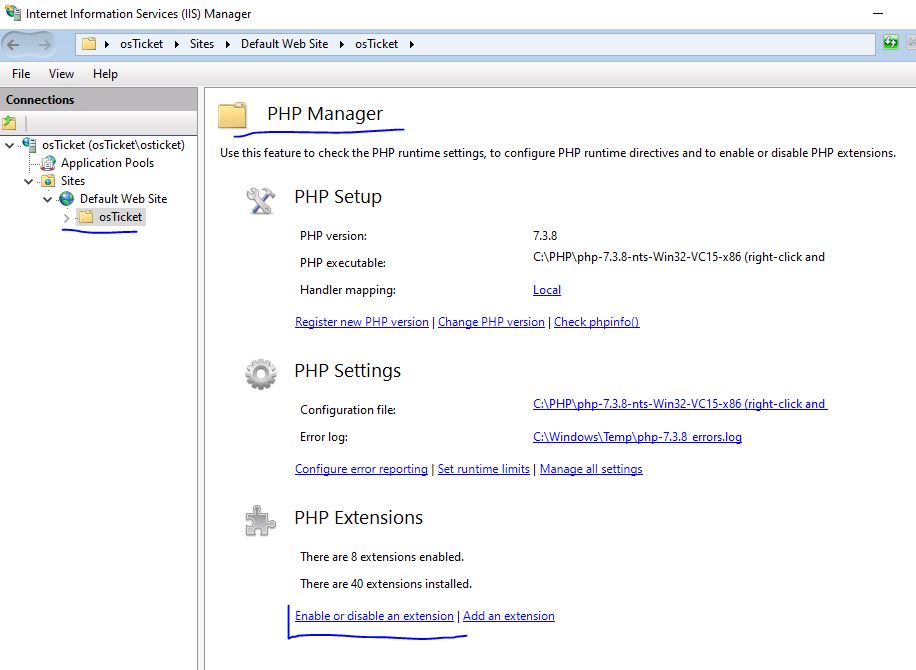 Internet Information Services (IIS) Manager
osTicket Sites Default Web Site osTicket
File View Help
Connections
osTicket (osTicket\osticket)
Application Pools
Sites
Default Web Site
osTicket
PHP Manager
Use this feature to check the PHP runtime settings, to configure PHP runtime directives and to enable or disable PHP extensions.
PHP Setup
PHP version: 7.3.8
PHP executable: C:\PHP\php-7.3.8-nts-Win32-VC15-x86 (right-click and
Handler mapping: Local
Register new PHP version | Change PHP version | Check phpinfo()
PHP Settings
Configuration file: C:\PHP\php-7.3.8-nts-Win32-VC15-x86 (right-click and
Error log: C:\Windows\Temp\php-7.3.8_errors.log
Configure error reporting | Set runtime limits | Manage all settings
PHP Extensions
There are 8 extensions enabled.
There are 40 extensions installed.
Enable or disable an extension | Add an extension